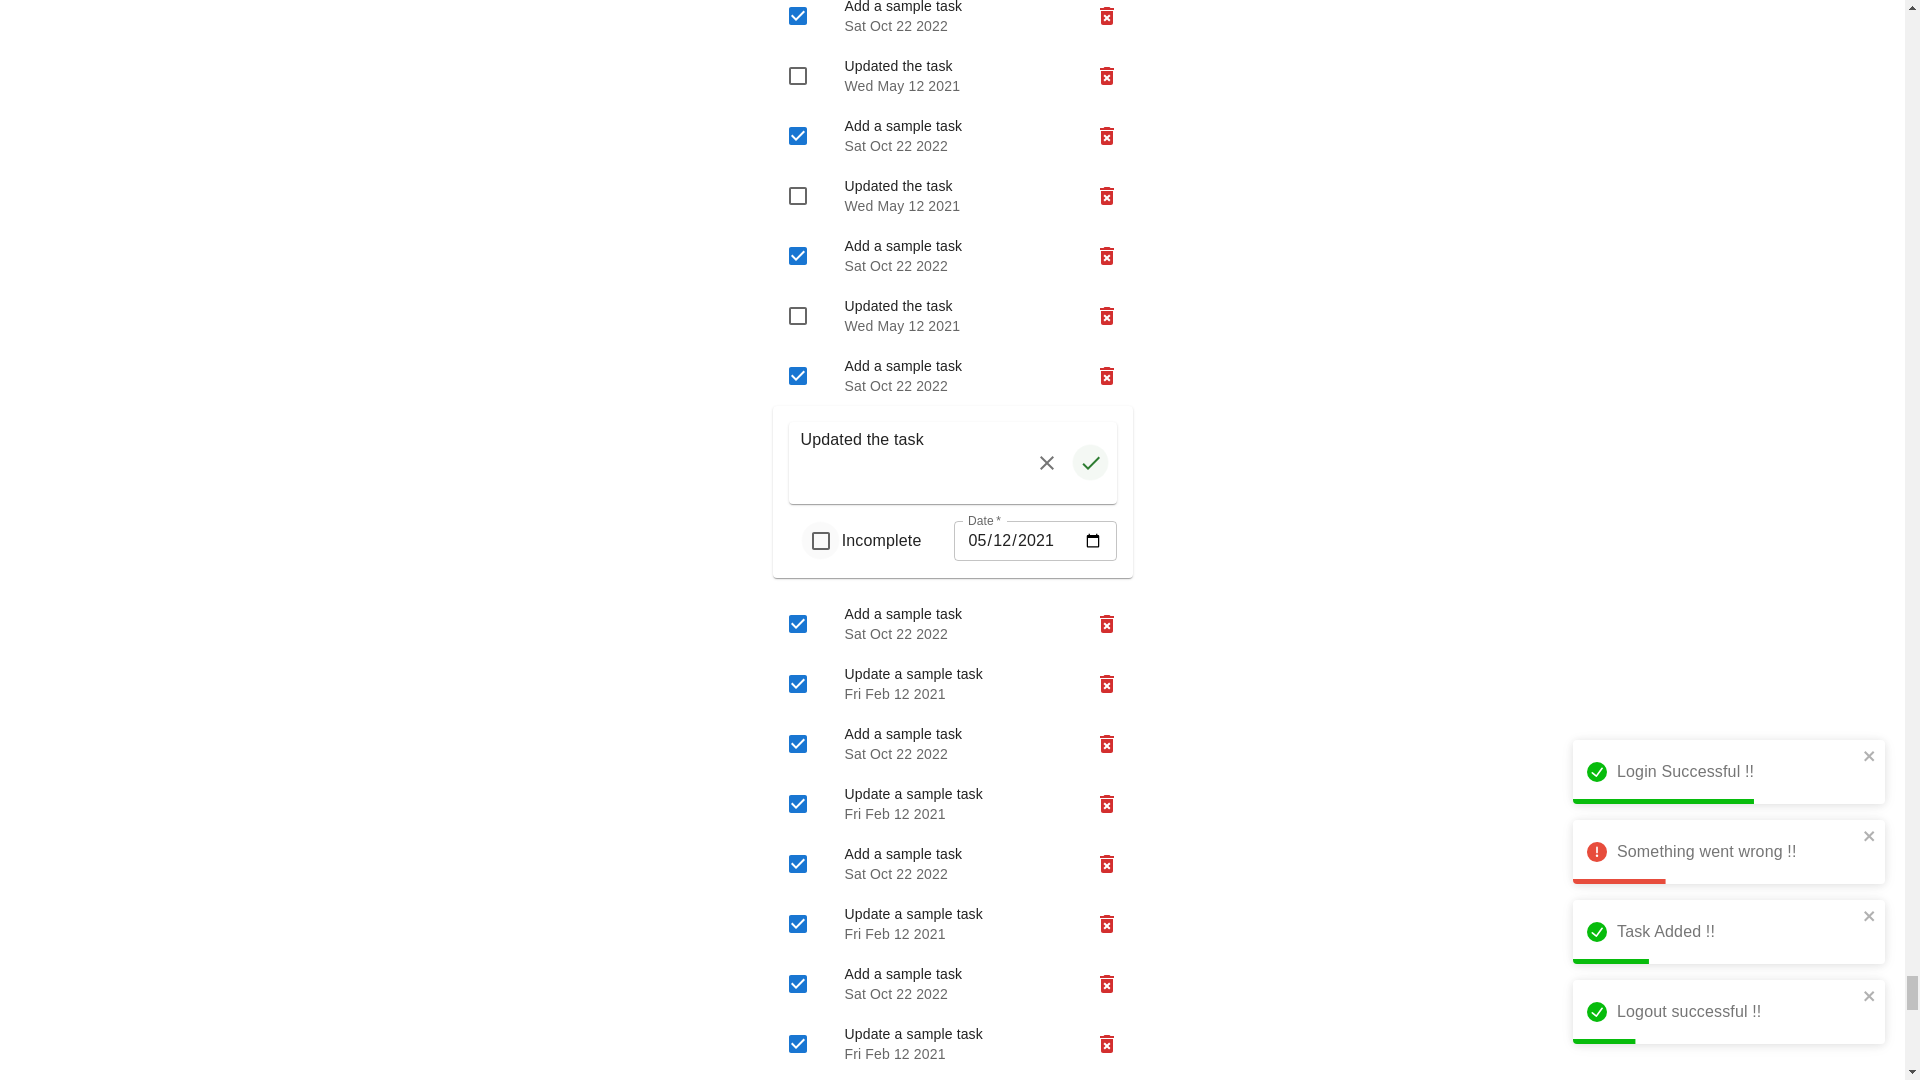 Add a sample task
Sat Oct 22 2022
Updated the task
Wed May 12 2021
Add a sample task
Sat Oct 22 2022
Updated the task
Wed May 12 2021
Add a sample task
Sat Oct 22 2022
Updated the task
Wed May 12 2021
Add a sample task
Sat Oct 22 2022
Updated the task
Date *
Incomplete
05/12/2021
Add a sample task
Sat Oct 22 2022
Update a sample task
Fri Feb 12 2021
Add a sample task
Sat Oct 22 2022
Update a sample task
Fri Feb 12 2021
Add a sample task
Sat Oct 22 2022
Update a sample task
Fri Feb 12 2021
Add a sample task
Sat Oct 22 2022
Update a sample task
Fri Feb 12 2021
Login Successful !!
Something went wrong !!
Task Added !!
Logout successful !!